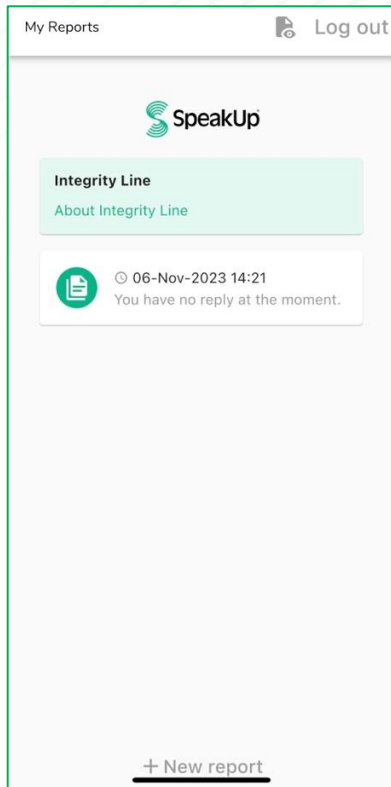 My Reports
Log out
SpeakUp
Integrity Line
About Integrity Line
06-Nov-2023 14:21
You have no reply at the moment.
+ New report